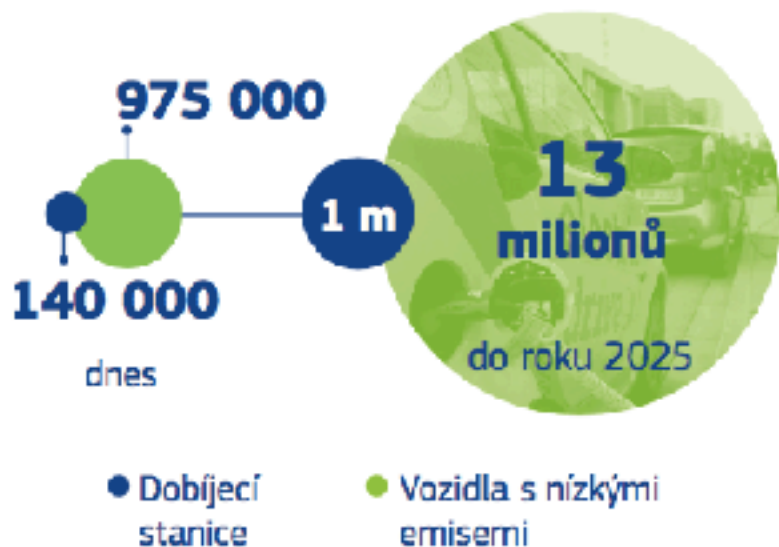 975 000
140 000
dnes
1 m
13
milionů
do roku 2025
Dobíjecí
stanice
Vozidla s nízkými
emisemi